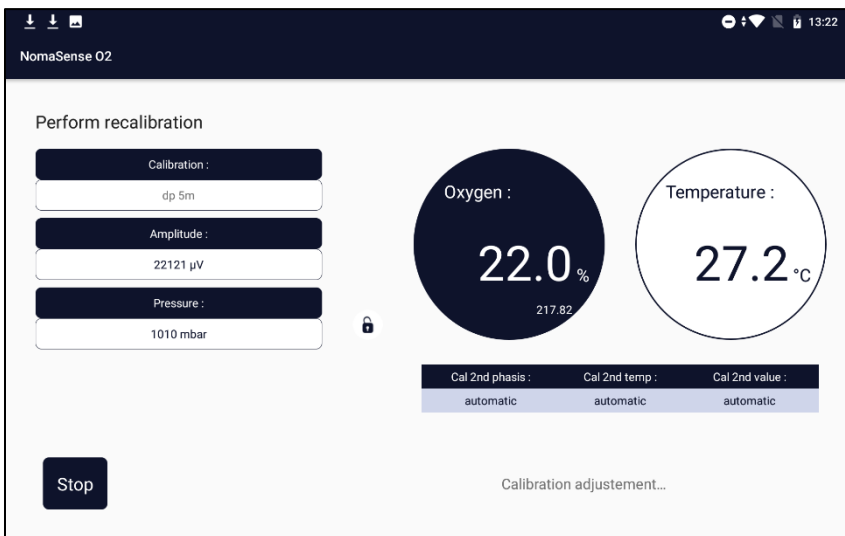 13:22
NomaSense O2
Perform recalibration
Calibration :
dp 5m
Amplitude :
22121 µV
Pressure :
1010 mbar
Oxygen :
22.0 %
217.82
Temperature :
27.2 °C
Cal 2nd phasis : Cal 2nd temp : Cal 2nd value :
automatic automatic automatic
Stop
Calibration adjustement...